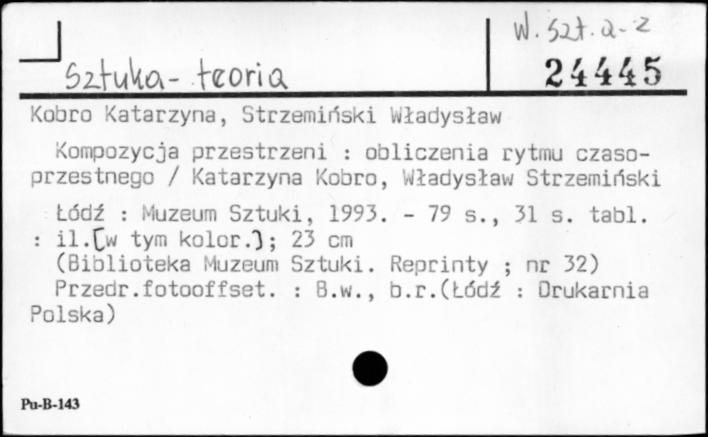 W. szt. a-z
Sztuka - teoria
24445
Kobro Katarzyna, Strzemiński Władysław
Kompozycja przestrzeni : obliczenia rytmu czaso-
przestnego / Katarzyna Kobro, Władysław Strzemiński
Łódź : Muzeum Sztuki, 1993. - 79 s., 31 s. tabl.
: il.[w tym kolor.]; 23 cm
(Biblioteka Muzeum Sztuki. Reprinty ; nr 32)
Przedr.fotooffset. : B.w., b.r.(Łódź : Drukarnia
Polska)
Pu-B-143